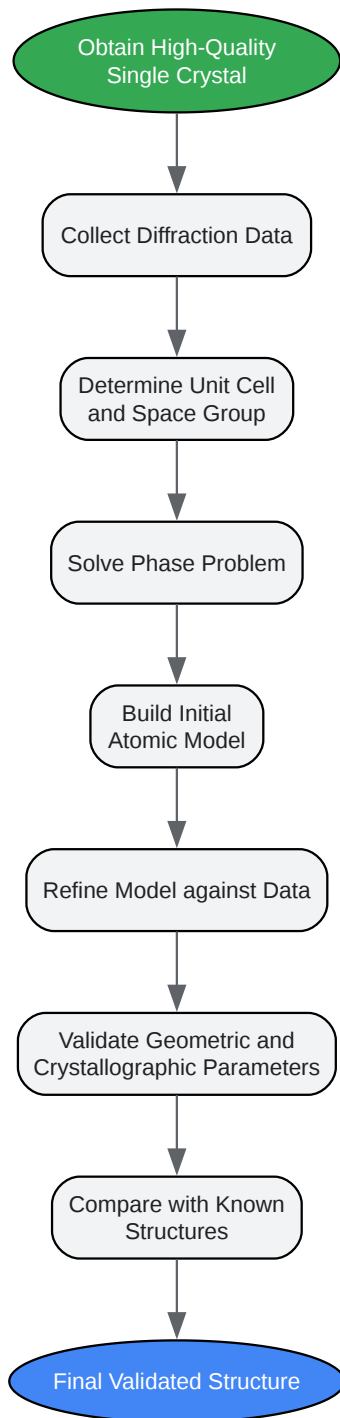 Obtain High-Quality
Single Crystal
Collect Diffraction Data
Determine Unit Cell
and Space Group
Solve Phase Problem
Build Initial
Atomic Model
Refine Model against Data
Validate Geometric and
Crystallographic Parameters
Compare with Known
Structures
Final Validated Structure